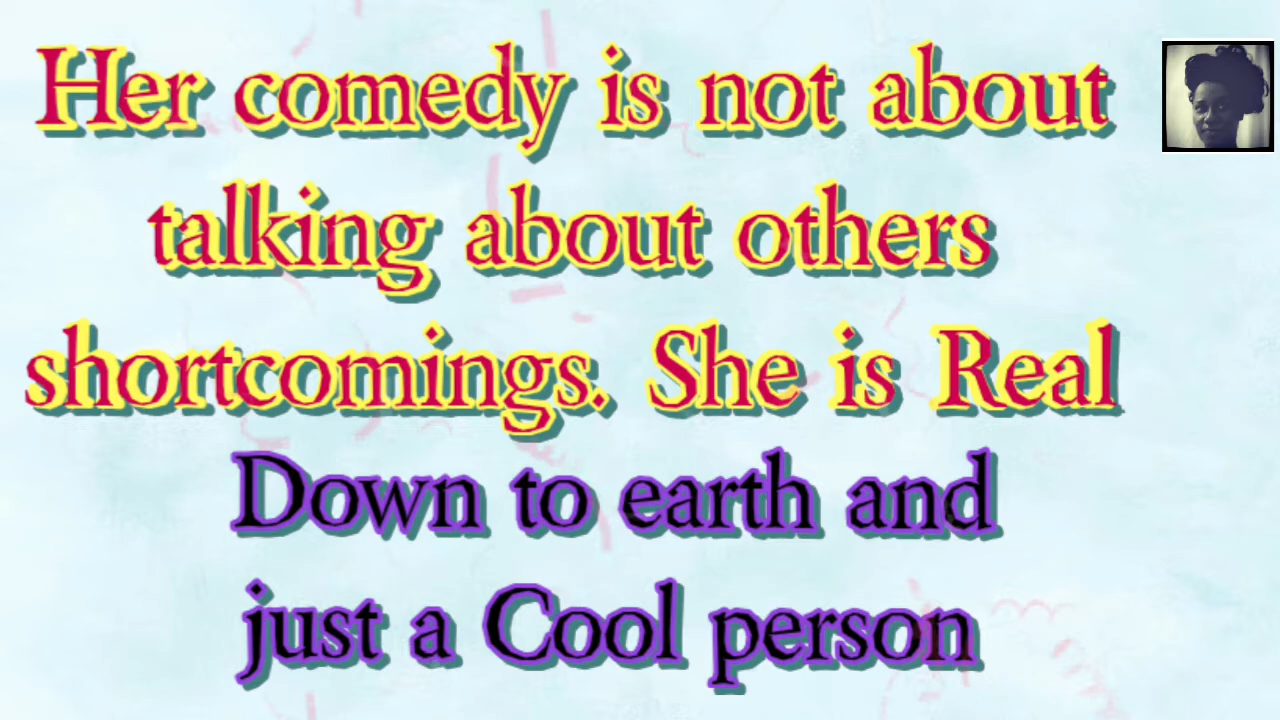 Her comedy is not about
talking about others
shortcomings. She is Real
Down to earth and
just a Cool person